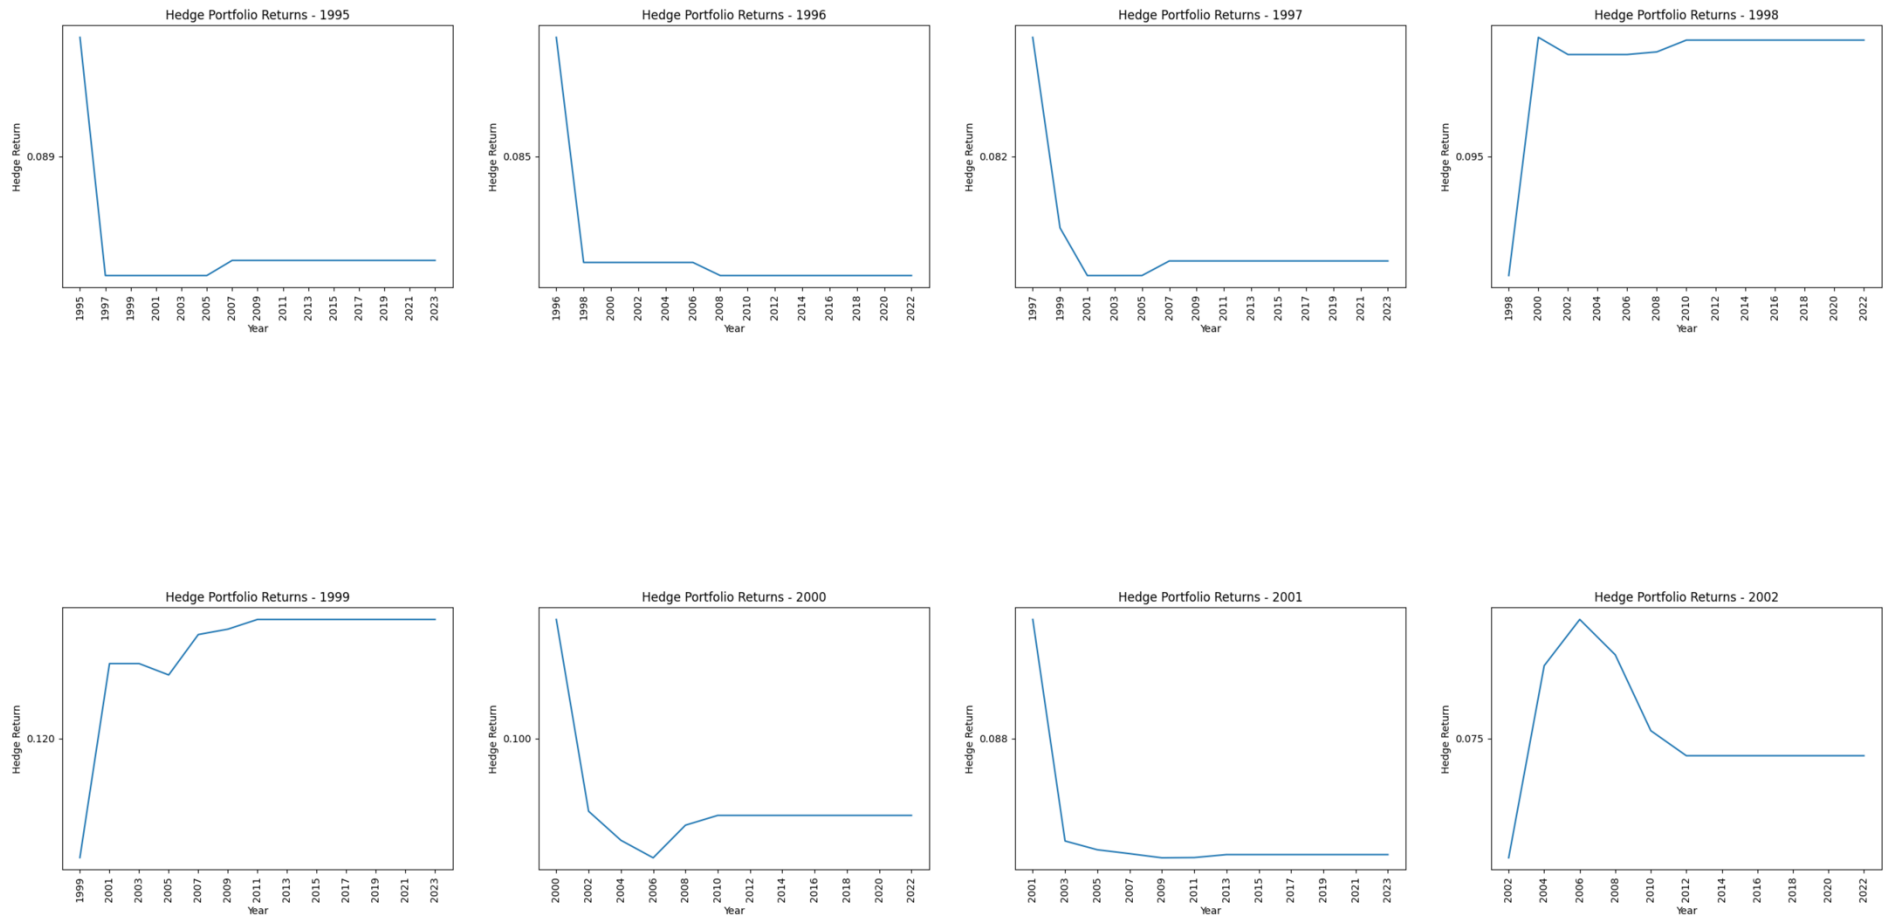 Hedge Portfolio Returns - 1995
Hedge Return
0.089
1995 1997 1999 2001 2003 2005 2007 2009 2011 2013 2015 2017 2019 2021 2023
Year
Hedge Portfolio Returns - 1996
Hedge Return
0.085
1996 1998 2000 2002 2004 2006 2008 2010 2012 2014 2016 2018 2020 2022
Year
Hedge Portfolio Returns - 1997
Hedge Return
0.082
1997 1999 2001 2003 2005 2007 2009 2011 2013 2015 2017 2019 2021 2023
Year
Hedge Portfolio Returns - 1998
Hedge Return
0.095
1998 2000 2002 2004 2006 2008 2010 2012 2014 2016 2018 2020 2022
Year
Hedge Portfolio Returns - 1999
Hedge Return
0.120
1999 2001 2003 2005 2007 2009 2011 2013 2015 2017 2019 2021 2023
Year
Hedge Portfolio Returns - 2000
Hedge Return
0.100
2000 2002 2004 2006 2008 2010 2012 2014 2016 2018 2020 2022
Year
Hedge Portfolio Returns - 2001
Hedge Return
0.088
2001 2003 2005 2007 2009 2011 2013 2015 2017 2019 2021 2023
Year
Hedge Portfolio Returns - 2002
Hedge Return
0.075
2002 2004 2006 2008 2010 2012 2014 2016 2018 2020 2022
Year